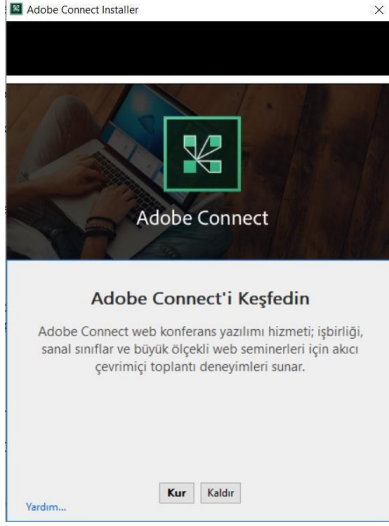 Adobe Connect Installer
Adobe Connect
Adobe Connect'i Keşfedin
Adobe Connect web konferans yazılımı hizmeti; işbirliği,
sanal sınıflar ve büyük ölçekli web seminerleri için akıcı
çevrimiçi toplantı deneyimleri sunar.
Kur Kaldır
Yardım...